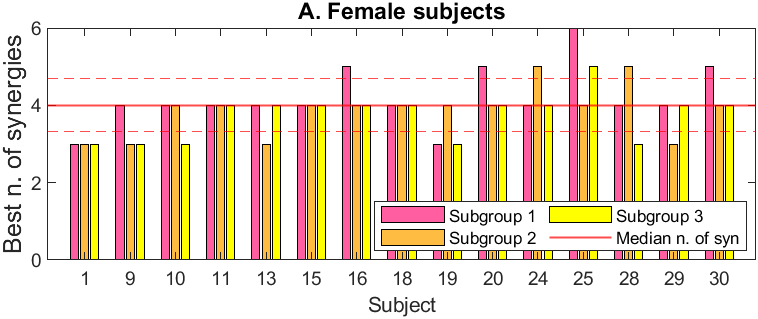 A. Female subjects
Best n. of synergies
6
4
2
0
Subgroup 1
Subgroup 3
Subgroup 2
Median n. of syn
1 9 10 11 13 15 16 18 19 20 24 25 28 29 30
Subject